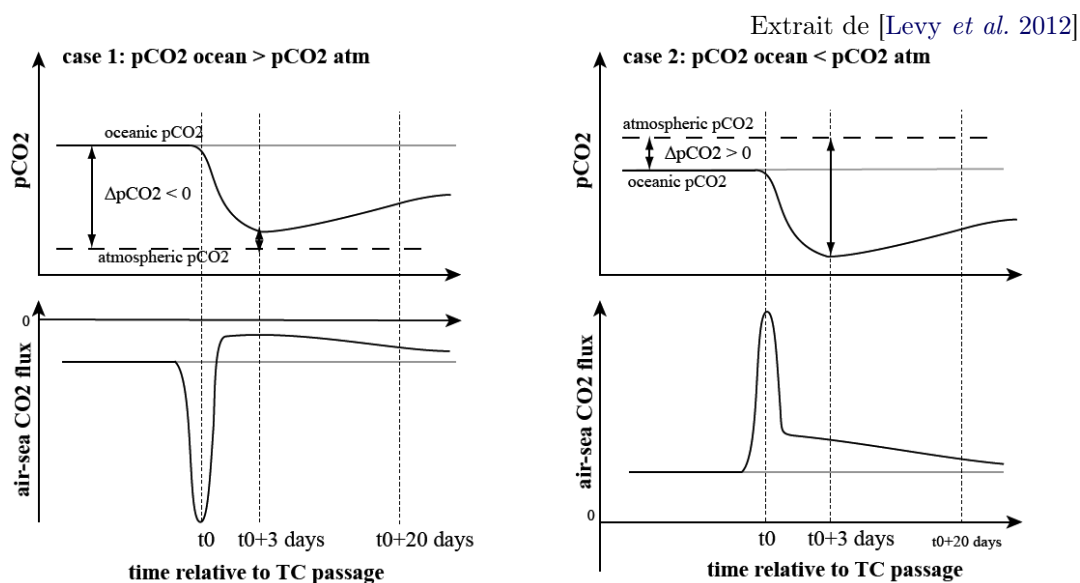 Extrait de [Levy et al. 2012]
case 1: pCO2 ocean > pCO2 atm
pCO2
oceanic pCO2
ΔpCO2 < 0
atmospheric pCO2
0
air-sea CO2 flux
t0
t0+3 days
t0+20 days
time relative to TC passage
case 2: pCO2 ocean < pCO2 atm
pCO2
atmospheric pCO2
ΔpCO2 > 0
oceanic pCO2
air-sea CO2 flux
0
t0
t0+3 days
t0+20 days
time relative to TC passage